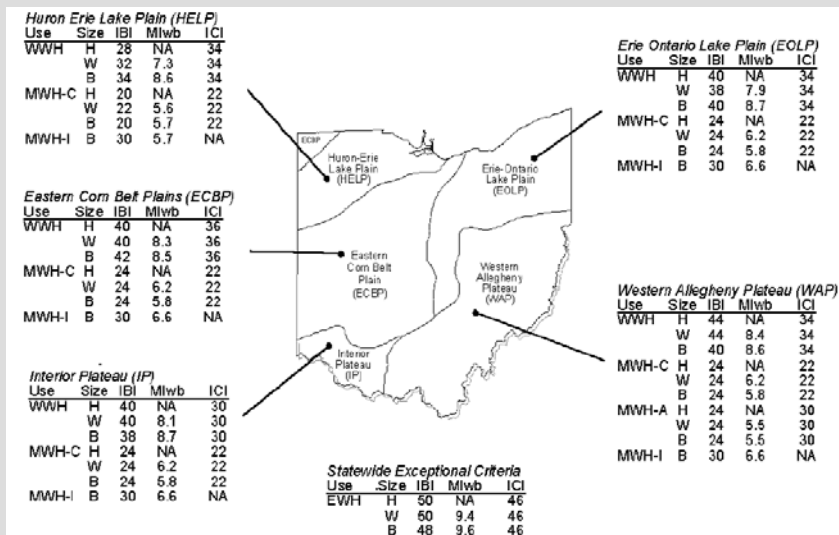 Huron Erie Lake Plain (HELP)
Use Size IBI MIwb ICI
WWH H 28 NA 34
W 32 7.3 34
B 34 8.6 34
MWH-C H 20 NA 22
W 22 5.6 22
B 20 5.7 22
MWH-I B 30 5.7 NA
Eastern Corn Belt Plains (ECBP)
Use Size IBI MIwb ICI
WWH H 40 NA 36
W 40 8.3 36
B 42 8.5 36
MWH-C H 24 NA 22
W 24 6.2 22
B 24 5.8 22
MWH-I B 30 6.6 NA
Interior Plateau (IP)
Use Size IBI MIwb ICI
WWH H 40 NA 30
W 40 8.1 30
B 38 8.7 30
MWH-C H 24 NA 22
W 24 6.2 22
B 24 5.8 22
MWH-I B 30 6.6 NA
ECBP
Huron-Erie
Lake Plain
(HELP)
Erie-Ontario
Lake Plain
(EOLP)
Eastern
Corn Belt
Plain
(ECBP)
Western
Allegheny
Plateau
(WAP)
Interior
Plateau
(IP)
Statewide Exceptional Criteria
Use .Size IBI MIwb ICI
EWH H 50 NA 46
W 50 9.4 46
B 48 9.6 46
Erie Ontario Lake Plain (EOLP)
Use Size IBI MIwb ICI
WWH H 40 NA 34
W 38 7.9 34
B 40 8.7 34
MWH-C H 24 NA 22
W 24 6.2 22
B 24 5.8 22
MWH-I B 30 6.6 NA
Western Allegheny Plateau (WAP)
Use Size IBI MIwb ICI
WWH H 44 NA 34
W 44 8.4 34
B 40 8.6 34
MWH-C H 24 NA 22
W 24 6.2 22
B 24 5.8 22
MWH-A H 24 NA 30
W 24 5.5 30
B 24 5.5 30
MWH-I B 30 6.6 NA